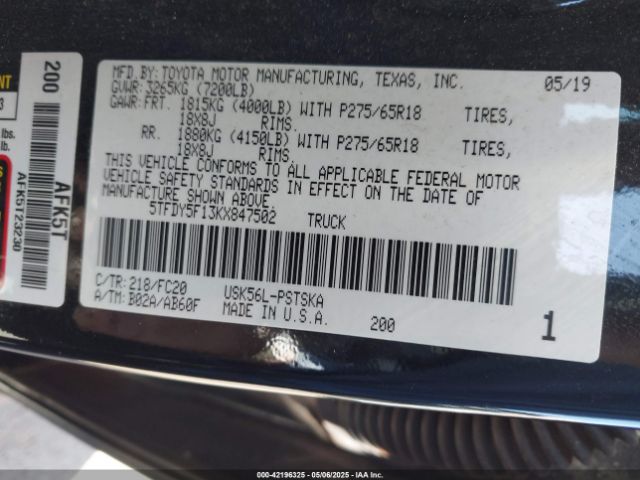 MFD.BY: TOYOTA MOTOR MANUFACTURING, TEXAS, INC. 05/19
GVWR: 3265KG (7200LB)
GAWR: FRT. 1815KG (4000LB) WITH P275/65R18 TIRES,
18X8J RIMS.
RR. 1880KG (4150LB) WITH P275/65R18 TIRES,
18X8J RIMS.
THIS VEHICLE CONFORMS TO ALL APPLICABLE FEDERAL MOTOR
VEHICLE SAFETY STANDARDS IN EFFECT ON THE DATE OF
MANUFACTURE SHOWN ABOVE.
5TFDY5F13KX847502 TRUCK
C/TR: 218/FC20 USK56L-PSTSKA
A/TM: B02A/AB60F MADE IN U.S.A. 200
1
200
AFK5T
AFK5T23230
lbs.
000-42196325 - 05/06/2025 - IAA Inc.